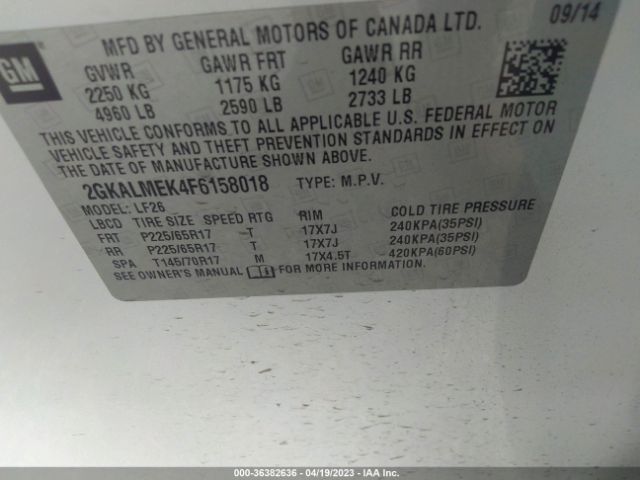 GM
MFD BY GENERAL MOTORS OF CANADA LTD. 09/14
GVWR GAWR FRT GAWR RR
2250 KG 1175 KG 1240 KG
4960 LB 2590 LB 2733 LB
THIS VEHICLE CONFORMS TO ALL APPLICABLE U.S. FEDERAL MOTOR
VEHICLE SAFETY AND THEFT PREVENTION STANDARDS IN EFFECT ON
THE DATE OF MANUFACTURE SHOWN ABOVE.
2GKALMEK4F6158018 TYPE: M.P.V.
MODEL: LF26
LBCD TIRE SIZE SPEED RTG RIM COLD TIRE PRESSURE
FRT P225/65R17 T 17X7J 240KPA(35PSI)
RR P225/65R17 T 17X7J 240KPA(35PSI)
SPA T145/70R17 M 17X4.5T 420KPA(60PSI)
SEE OWNER'S MANUAL FOR MORE INFORMATION.
000-36382636 - 04/19/2023 - IAA Inc.